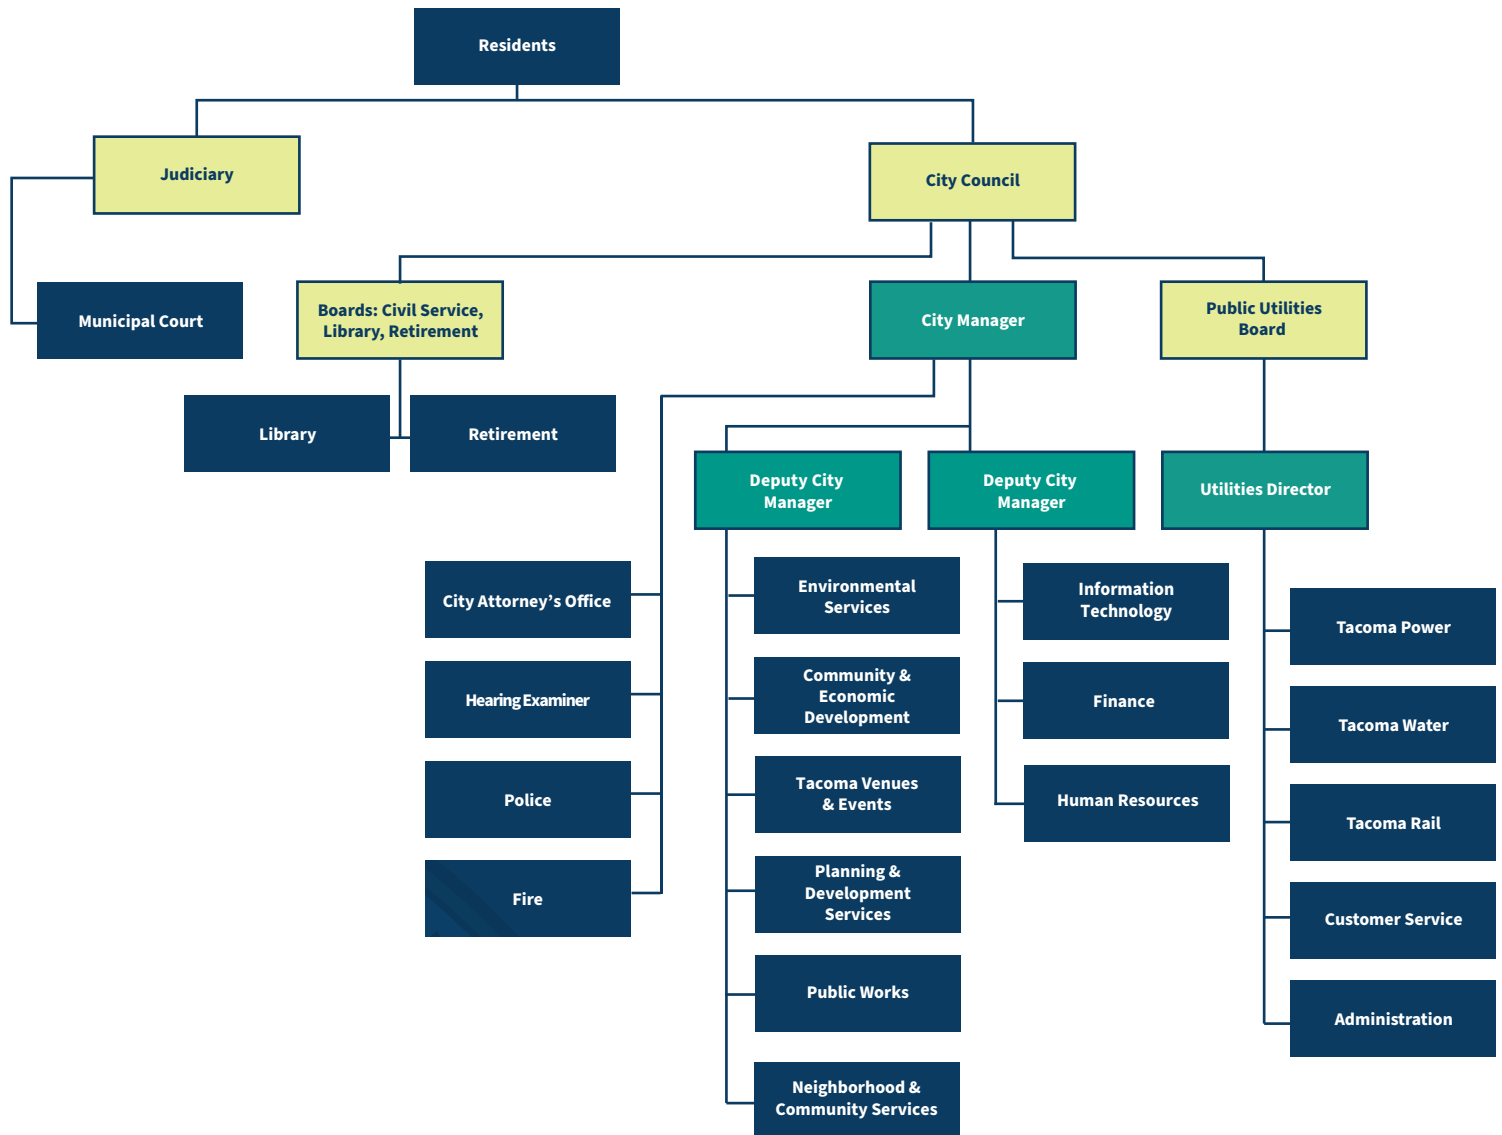 Residents
Judiciary
City Council
Municipal Court
Boards: Civil Service,
Library, Retirement
City Manager
Public Utilities
Board
Library
Retirement
Deputy City
Manager
Deputy City
Manager
Utilities Director
City Attorney’s Office
Hearing Examiner
Police
Fire
Environmental
Services
Community &
Economic
Development
Tacoma Venues
& Events
Planning &
Development
Services
Public Works
Neighborhood &
Community Services
Information
Technology
Finance
Human Resources
Tacoma Power
Tacoma Water
Tacoma Rail
Customer Service
Administration